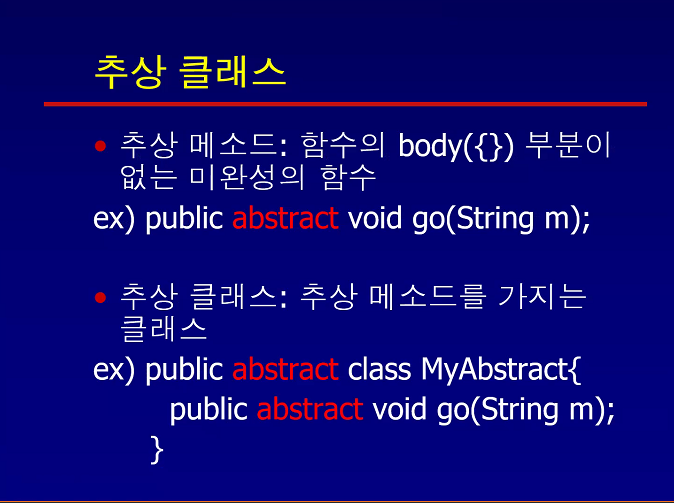 추상 클래스
• 추상 메소드: 함수의 body({}) 부분이
없는 미완성의 함수
ex) public abstract void go(String m);
• 추상 클래스: 추상 메소드를 가지는
클래스
ex) public abstract class MyAbstract{
public abstract void go(String m);
}